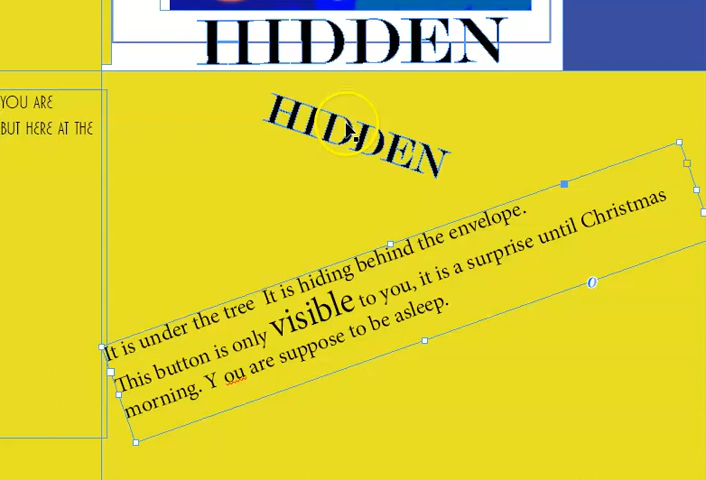 HIDDEN
YOU ARE
BUT HERE AT THE
HIDDEN
It is under the tree It is hiding behind the envelope.
This button is only visible to you, it is a surprise until Christmas
morning. Y ou are suppose to be asleep.